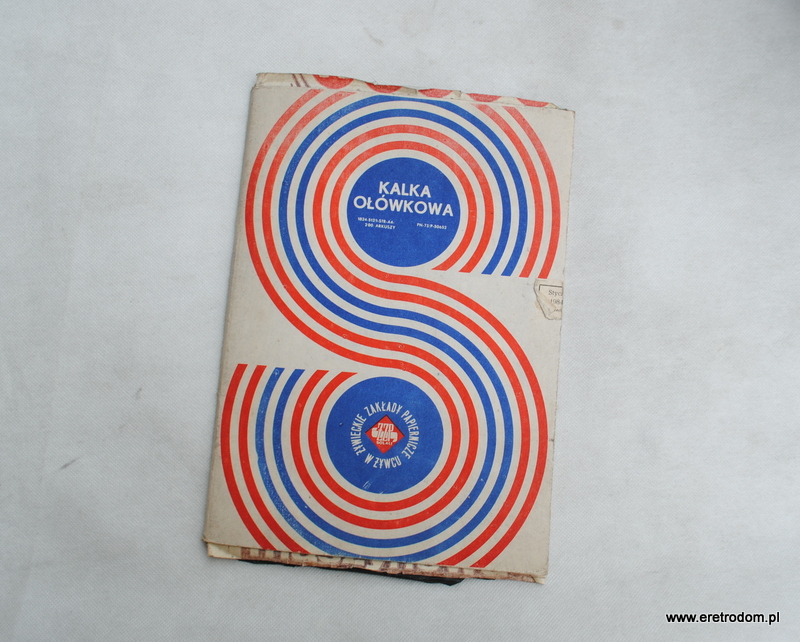 KALKA
OŁÓWKOWA
200 ARKUSZY
ŻYWIECKIE ZAKŁADY PAPIERNICZE
W ŻYWCU
www.eretrodom.pl